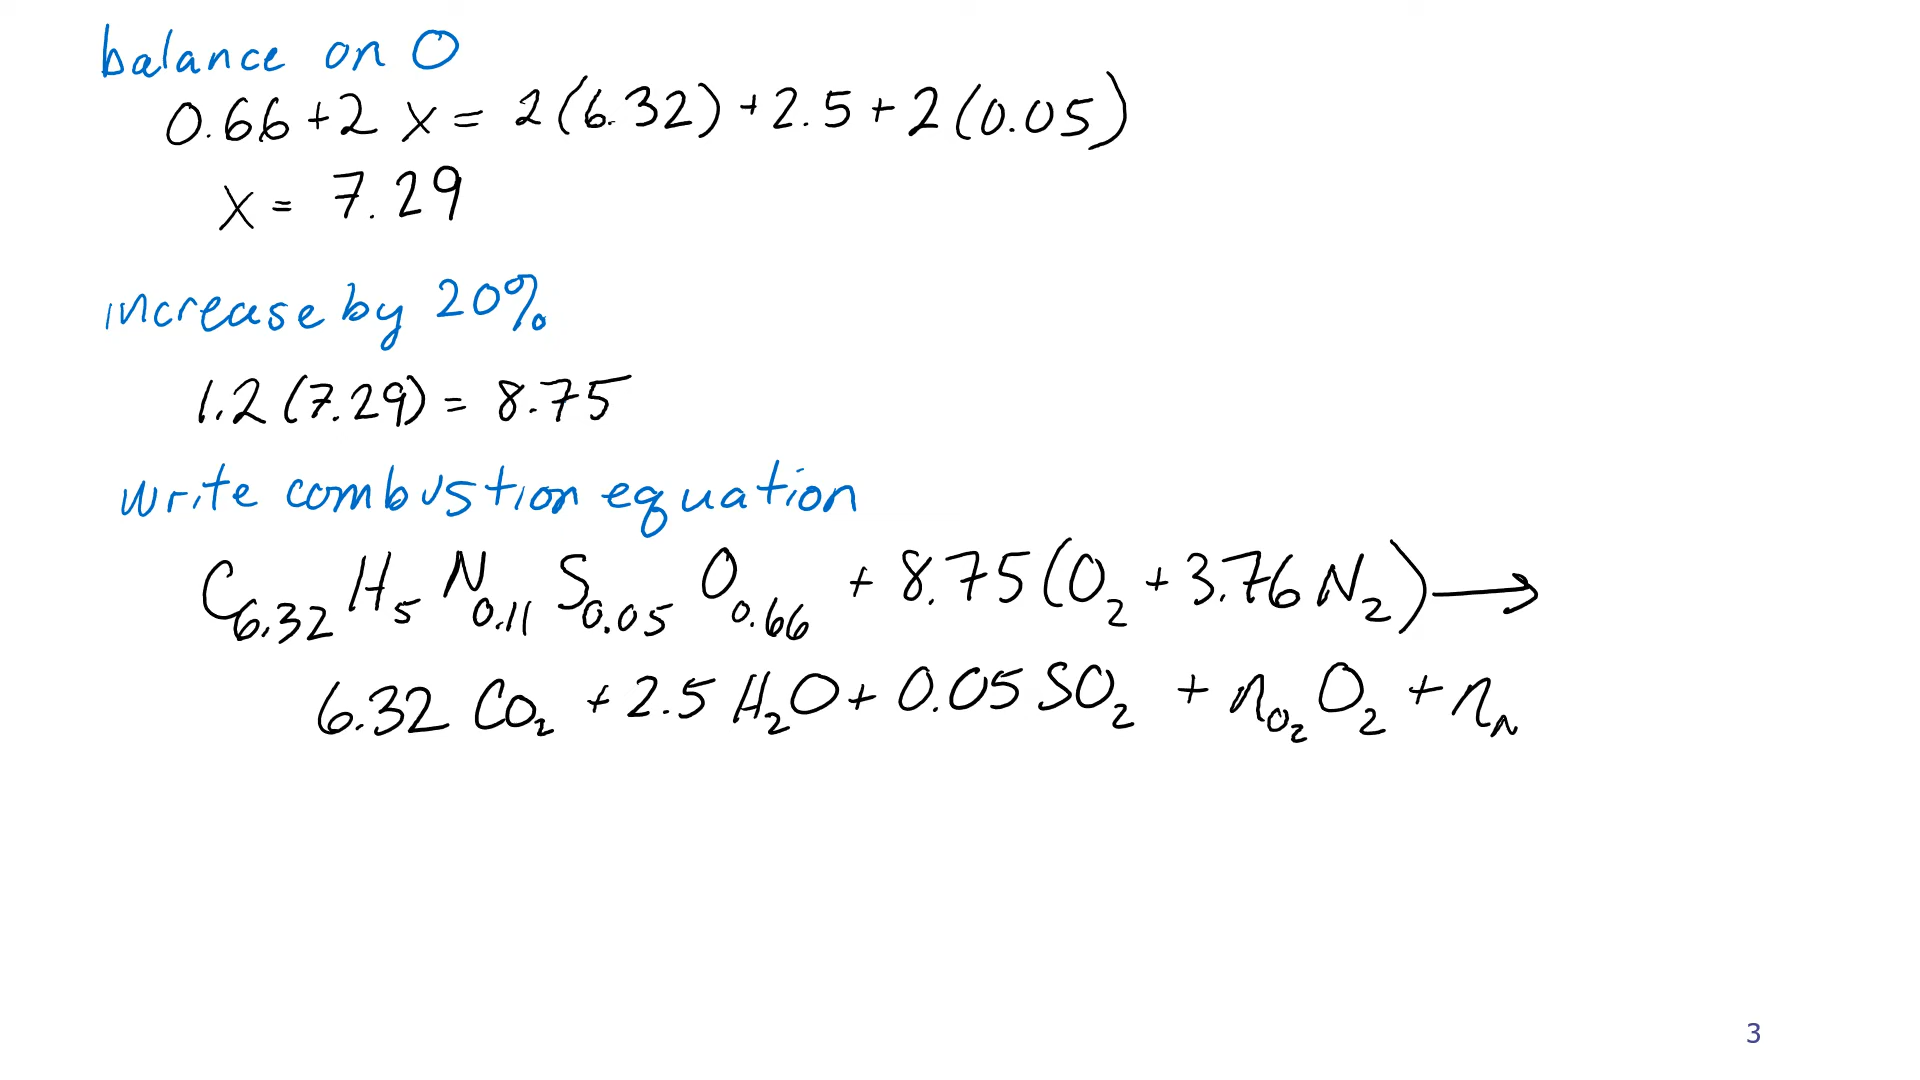 balance on O
0.66 + 2 x = 2(6.32) + 2.5 + 2(0.05)
x = 7.29
increase by 20%
1.2 (7.29) = 8.75
write combustion equation
C₆.₃₂ H₅ N₀.₁₁ S₀.₀₅ O₀.₆₆ + 8.75(O₂ + 3.76 N₂) ⟶
6.32 CO₂ + 2.5 H₂O + 0.05 SO₂ + n_O₂ O₂ + n_N
3